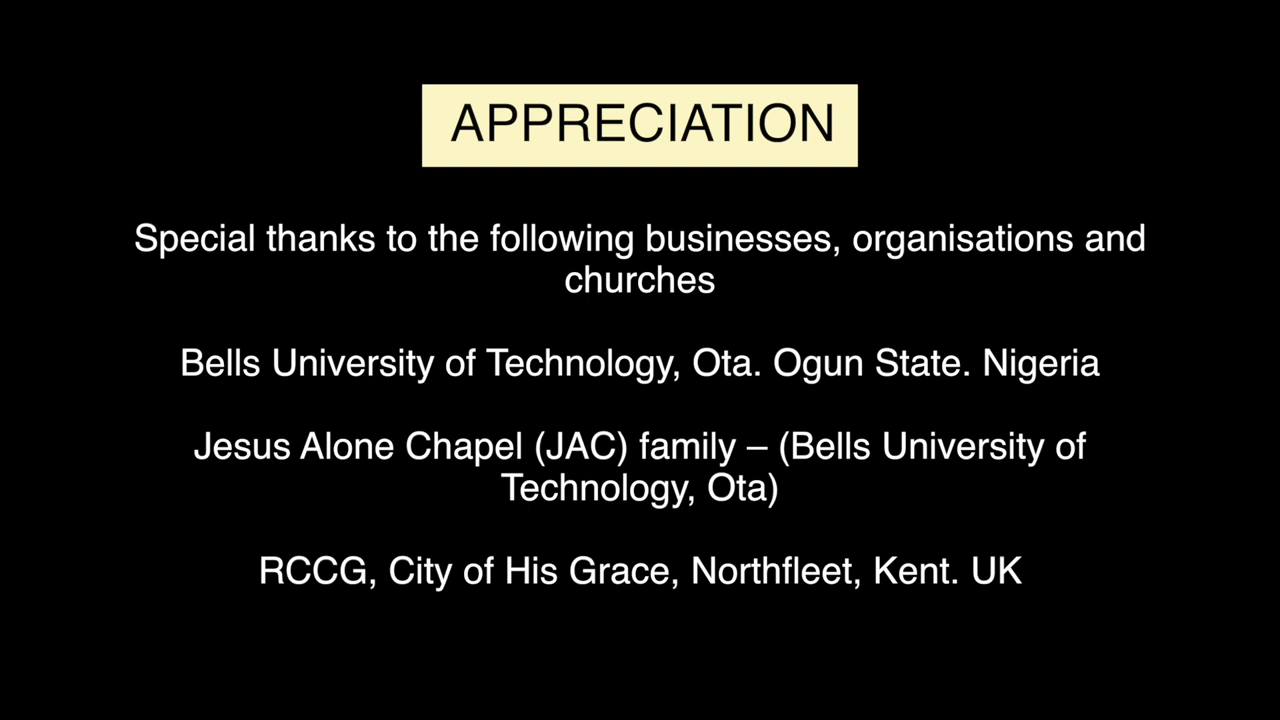 APPRECIATION
Special thanks to the following businesses, organisations and
churches
Bells University of Technology, Ota. Ogun State. Nigeria
Jesus Alone Chapel (JAC) family – (Bells University of
Technology, Ota)
RCCG, City of His Grace, Northfleet, Kent. UK